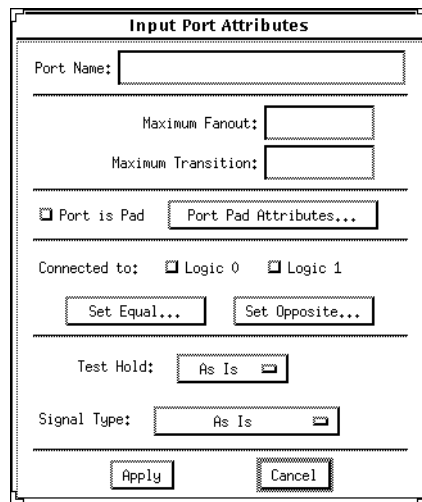 Input Port Attributes
Port Name:
Maximum Fanout:
Maximum Transition:
Port is Pad Port Pad Attributes...
Connected to: Logic 0 Logic 1
Set Equal... Set Opposite...
Test Hold: As Is
Signal Type: As Is
Apply Cancel